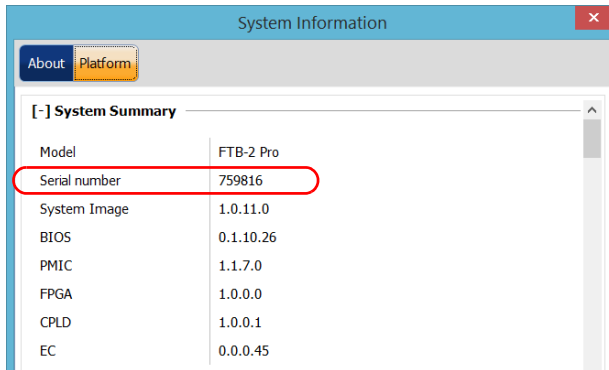 System Information
About Platform
[-] System Summary
Model FTB-2 Pro
Serial number 759816
System Image 1.0.11.0
BIOS 0.1.10.26
PMIC 1.1.7.0
FPGA 1.0.0.0
CPLD 1.0.0.1
EC 0.0.0.45